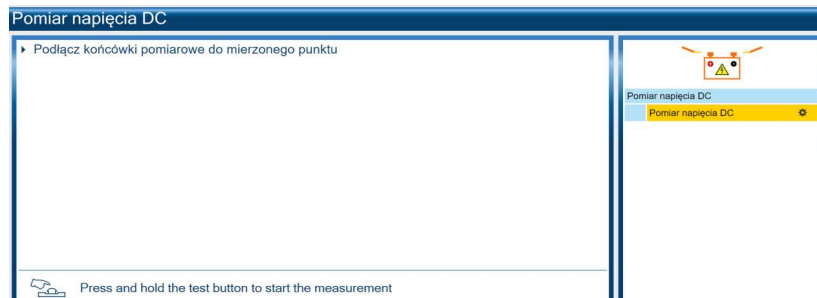 Pomiar napięcia DC
Podłącz końcówki pomiarowe do mierzonego punktu
Pomiar napięcia DC
Pomiar napięcia DC
Press and hold the test button to start the measurement